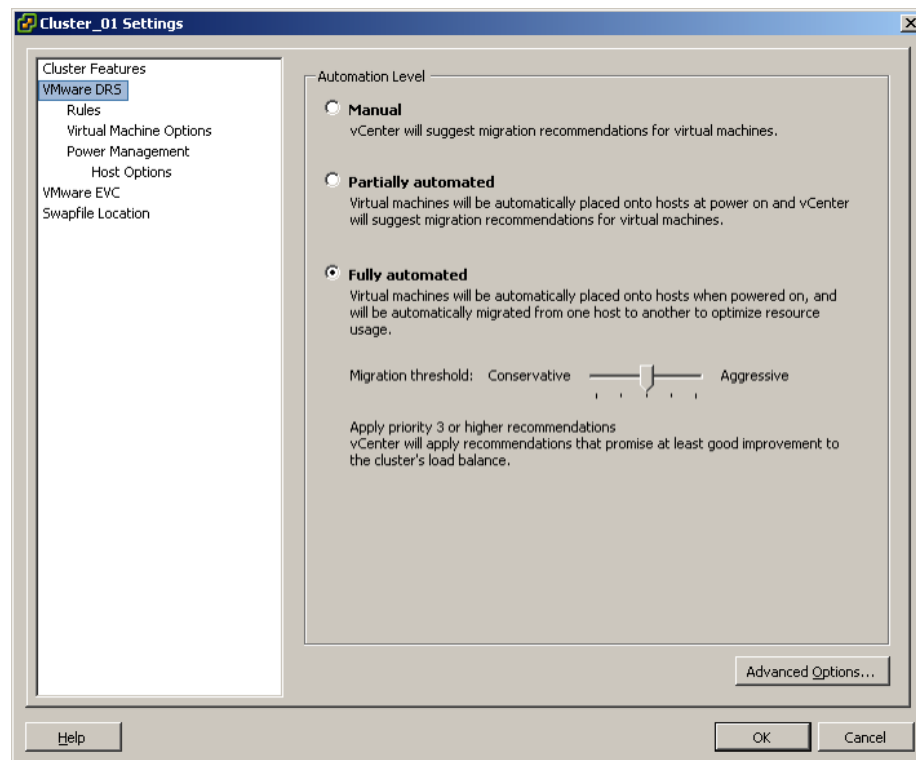 Cluster_01 Settings
Cluster Features
VMware DRS
Rules
Virtual Machine Options
Power Management
Host Options
VMware EVC
Swapfile Location
Automation Level
Manual
vCenter will suggest migration recommendations for virtual machines.
Partially automated
Virtual machines will be automatically placed onto hosts at power on and vCenter
will suggest migration recommendations for virtual machines.
Fully automated
Virtual machines will be automatically placed onto hosts when powered on, and
will be automatically migrated from one host to another to optimize resource
usage.
Migration threshold: Conservative Aggressive
Apply priority 3 or higher recommendations
vCenter will apply recommendations that promise at least good improvement to
the cluster's load balance.
Advanced Options...
Help OK Cancel